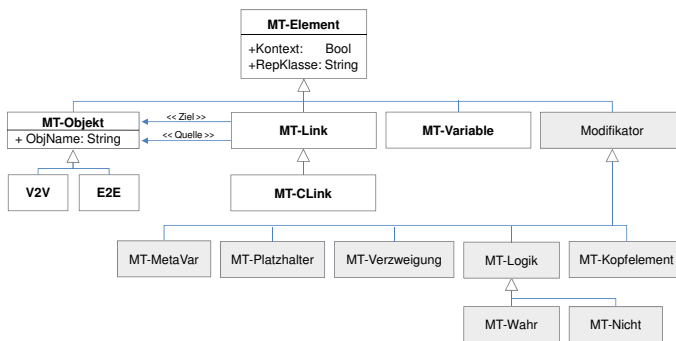 MT-Element
+Kontext: Bool
+RepKlasse: String
MT-Objekt
+ ObjName: String
<< Ziel >>
<< Quelle >>
MT-Link
MT-Variable
Modifikator
V2V
E2E
MT-CLink
MT-MetaVar
MT-Platzhalter
MT-Verzweigung
MT-Logik
MT-Kopfelement
MT-Wahr
MT-Nicht